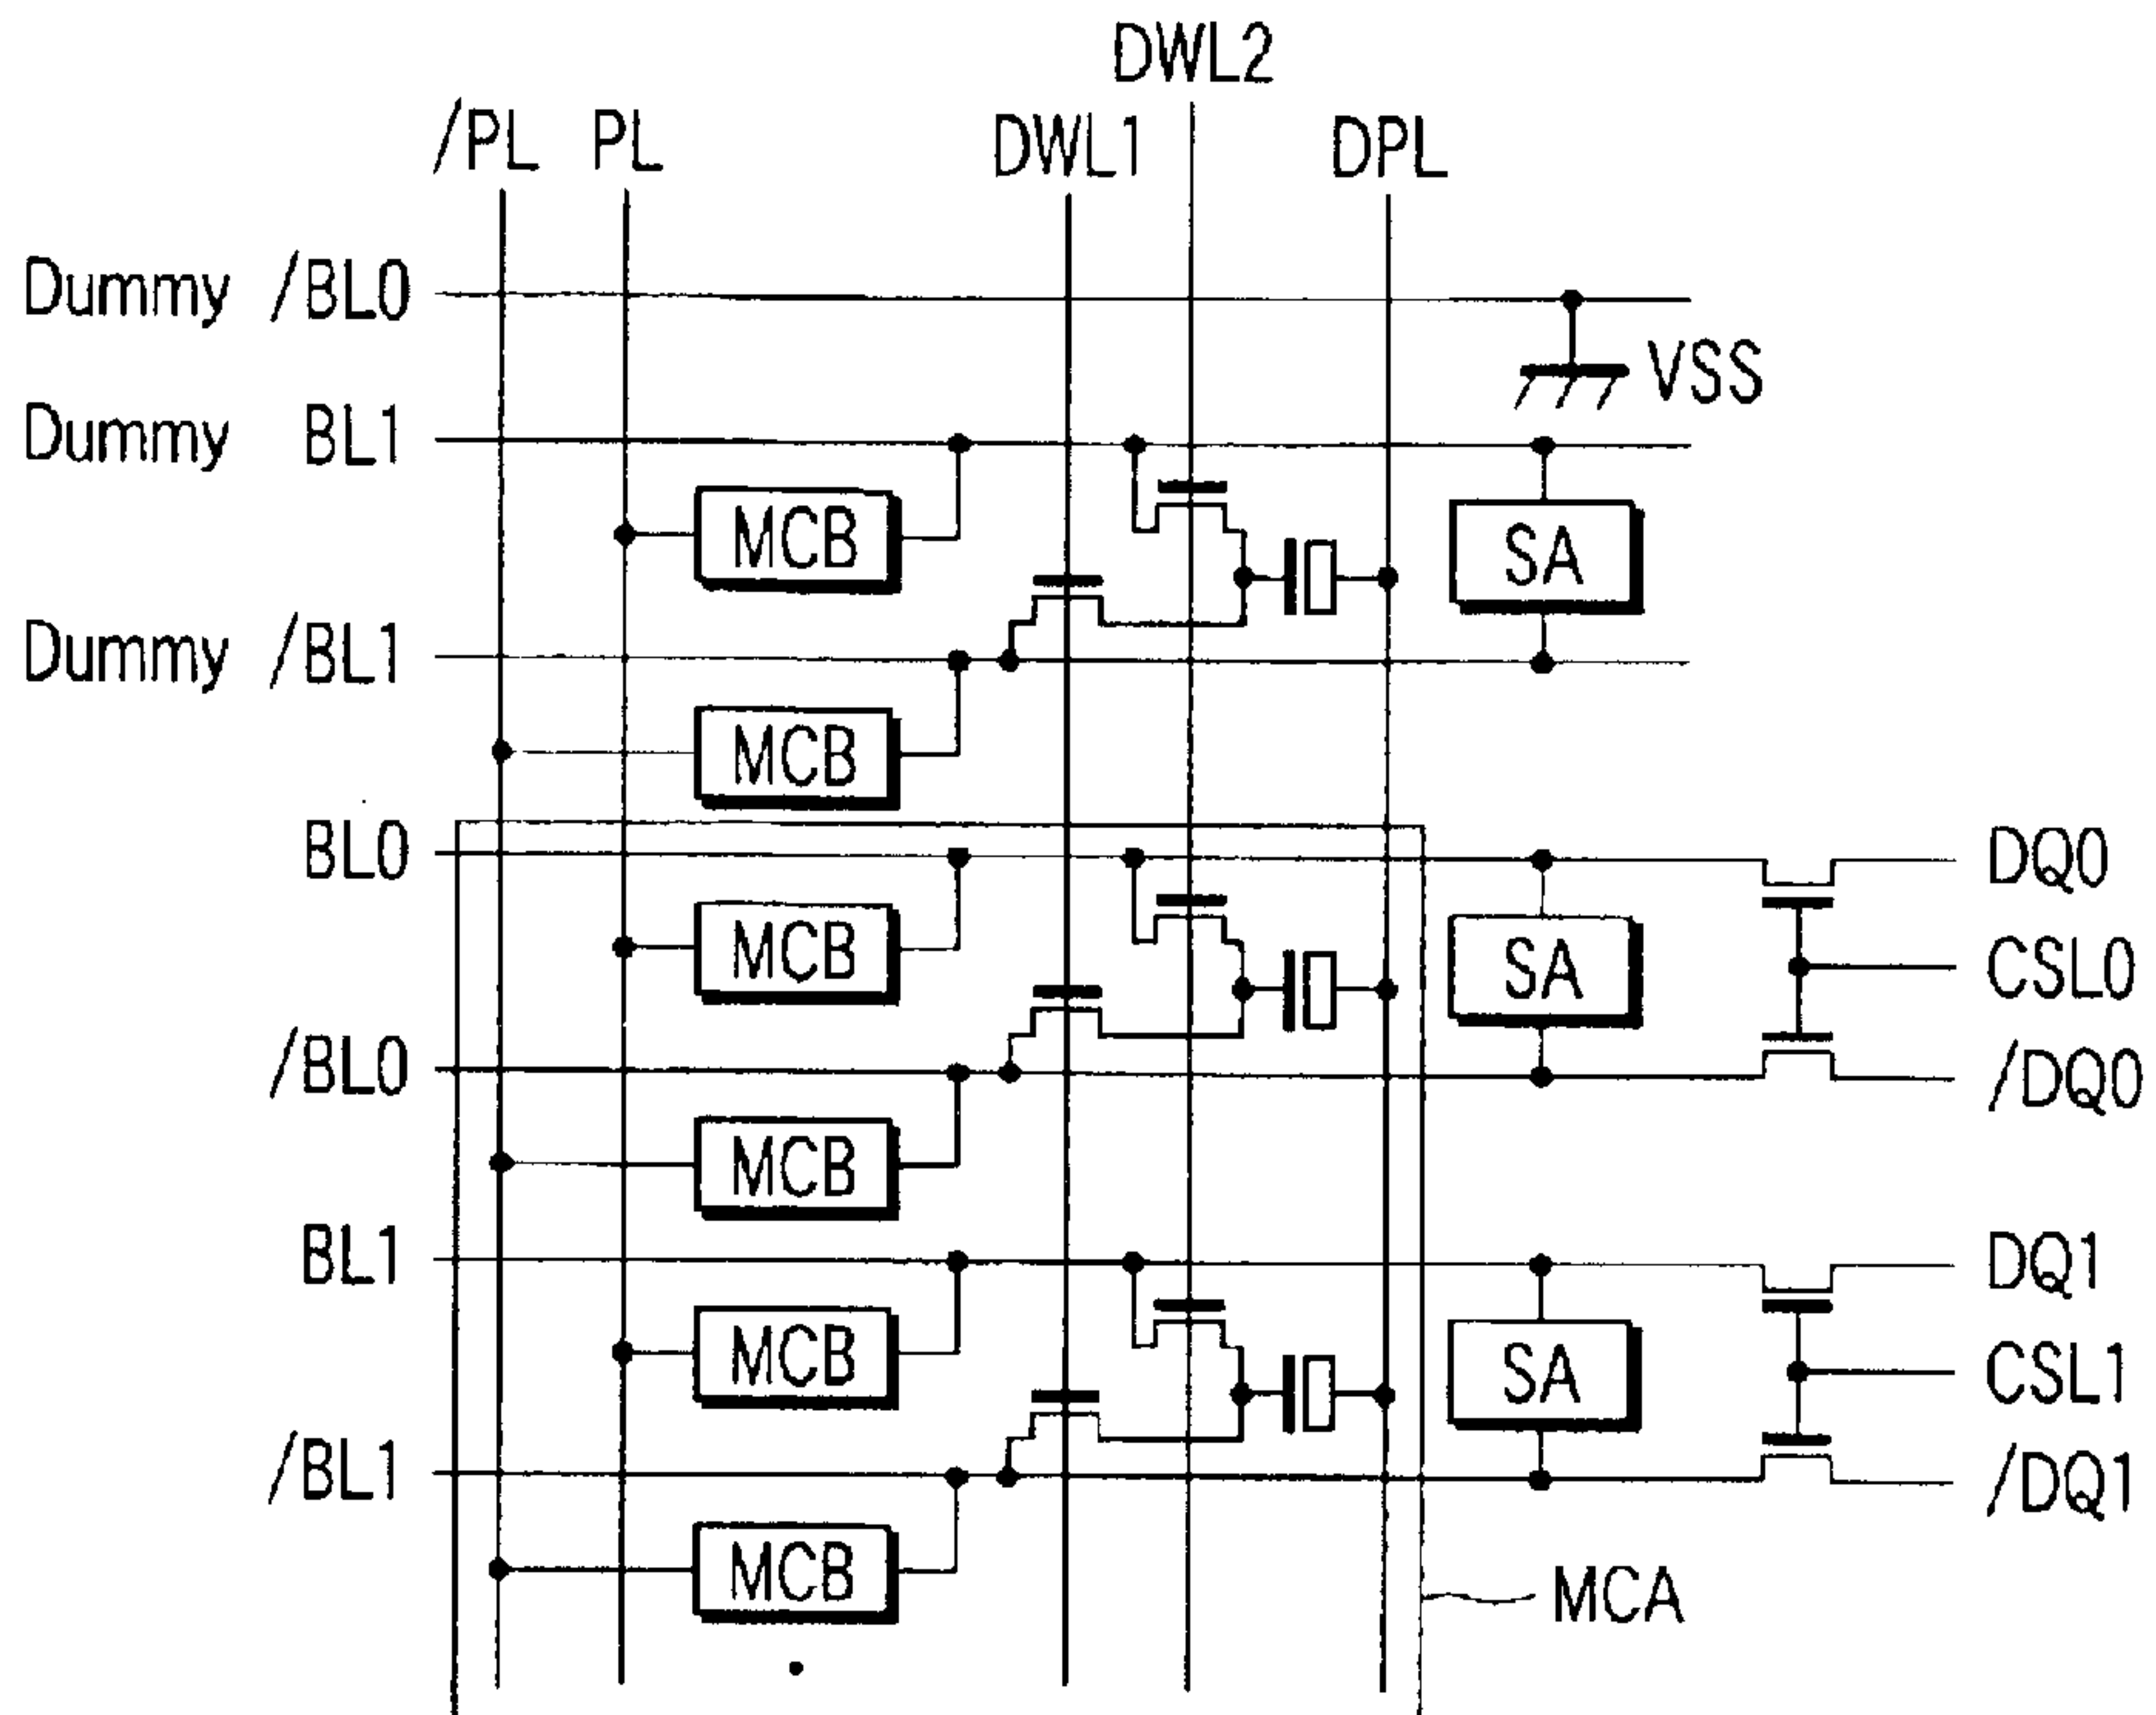 DWL2
/PL PL DWL1 DPL
Dummy /BL0
VSS
Dummy BL1
MCB
SA
Dummy /BL1
MCB
BL0 DQ0
MCB SA CSL0
/BL0 /DQ0
MCB
BL1 DQ1
MCB SA CSL1
/BL1 /DQ1
MCB MCA